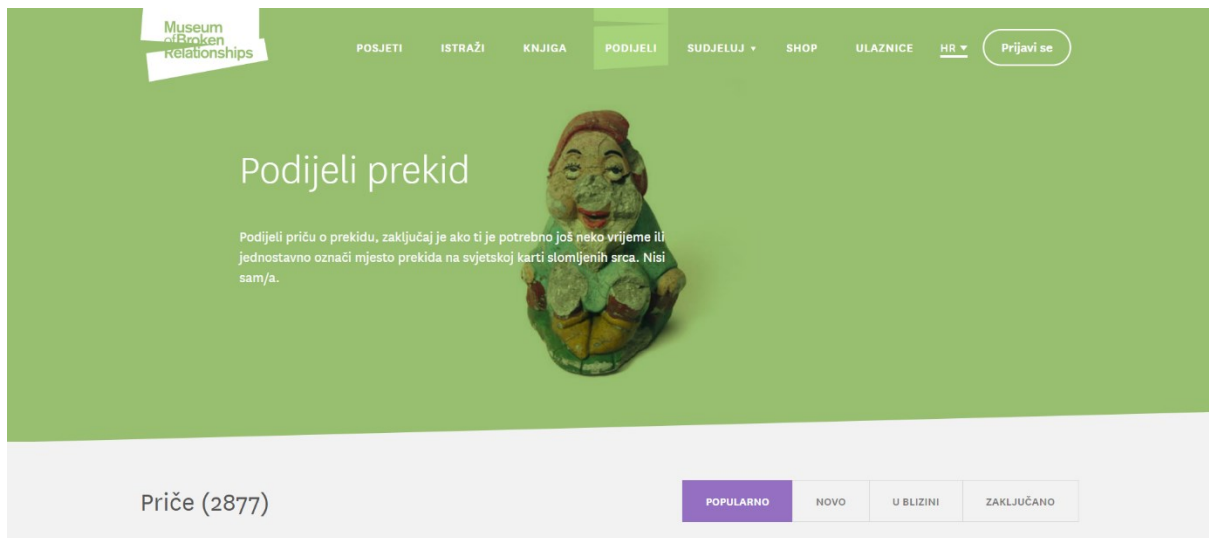 Museum
ofBroken
Relationships
POSJETI ISTRAŽI KNJIGA PODIJELI SUDJELUJ SHOP ULAZNICE HR Prijavi se
Podijeli prekid
Podijeli priču o prekidu, zaključaj je ako ti je potrebno još neko vrijeme ili
jednostavno označi mjesto prekida na svjetskoj karti slomljenih srca. Nisi
sam/a.
Priče (2877)
POPULARNO NOVO U BLIZINI ZAKLJUČANO